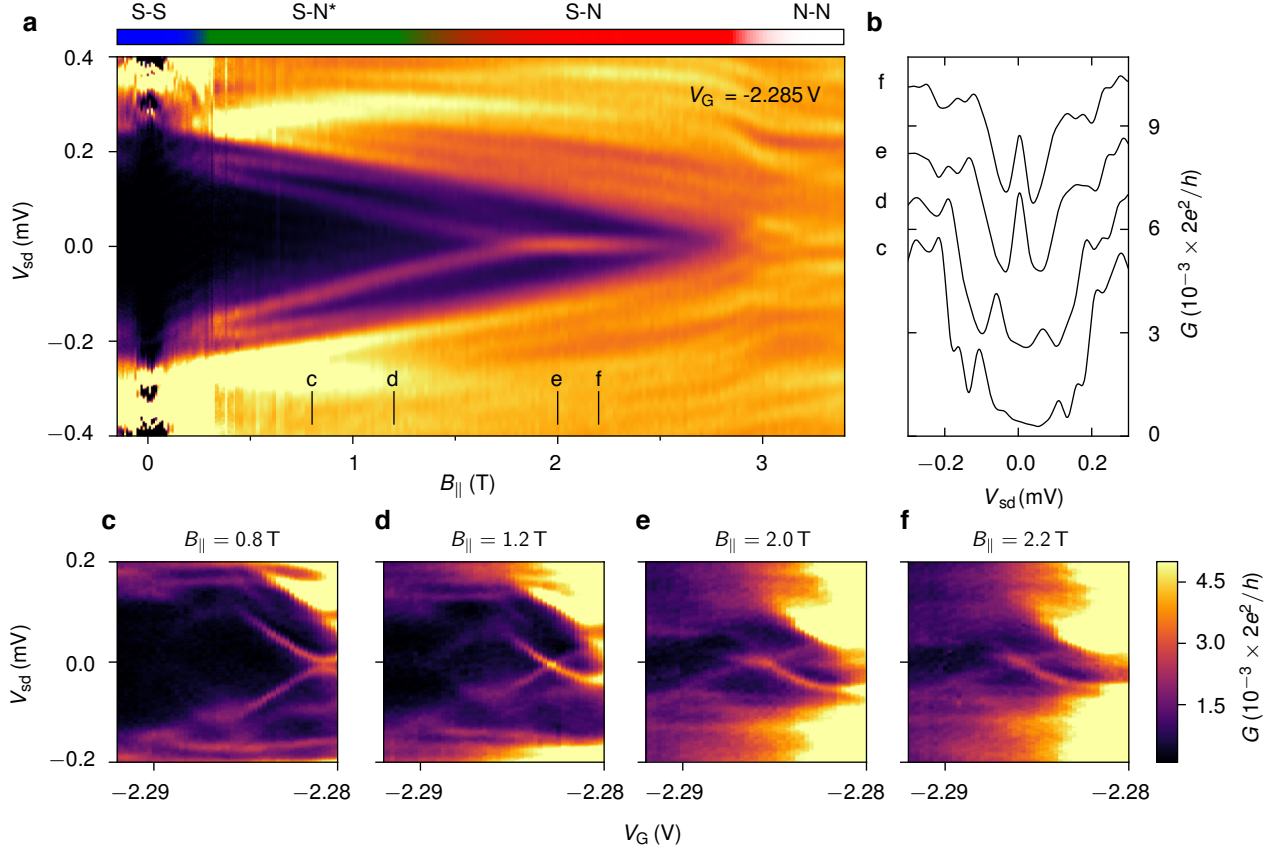 a
S-S
S-N*
S-N
N-N
V_G = -2.285 V
0.4
0.2
0.0
−0.2
−0.4
V_sd (mV)
c
d
e
f
0
1
2
3
B_|| (T)
b
f
e
d
c
9
6
3
0
G (10⁻³ × 2e²/h)
−0.2
0.0
0.2
V_sd (mV)
c
B_|| = 0.8 T
d
B_|| = 1.2 T
e
B_|| = 2.0 T
f
B_|| = 2.2 T
0.2
0.0
−0.2
V_sd (mV)
−2.29
−2.28
−2.29
−2.28
−2.29
−2.28
−2.29
−2.28
V_G (V)
4.5
3.0
1.5
G (10⁻³ × 2e²/h)